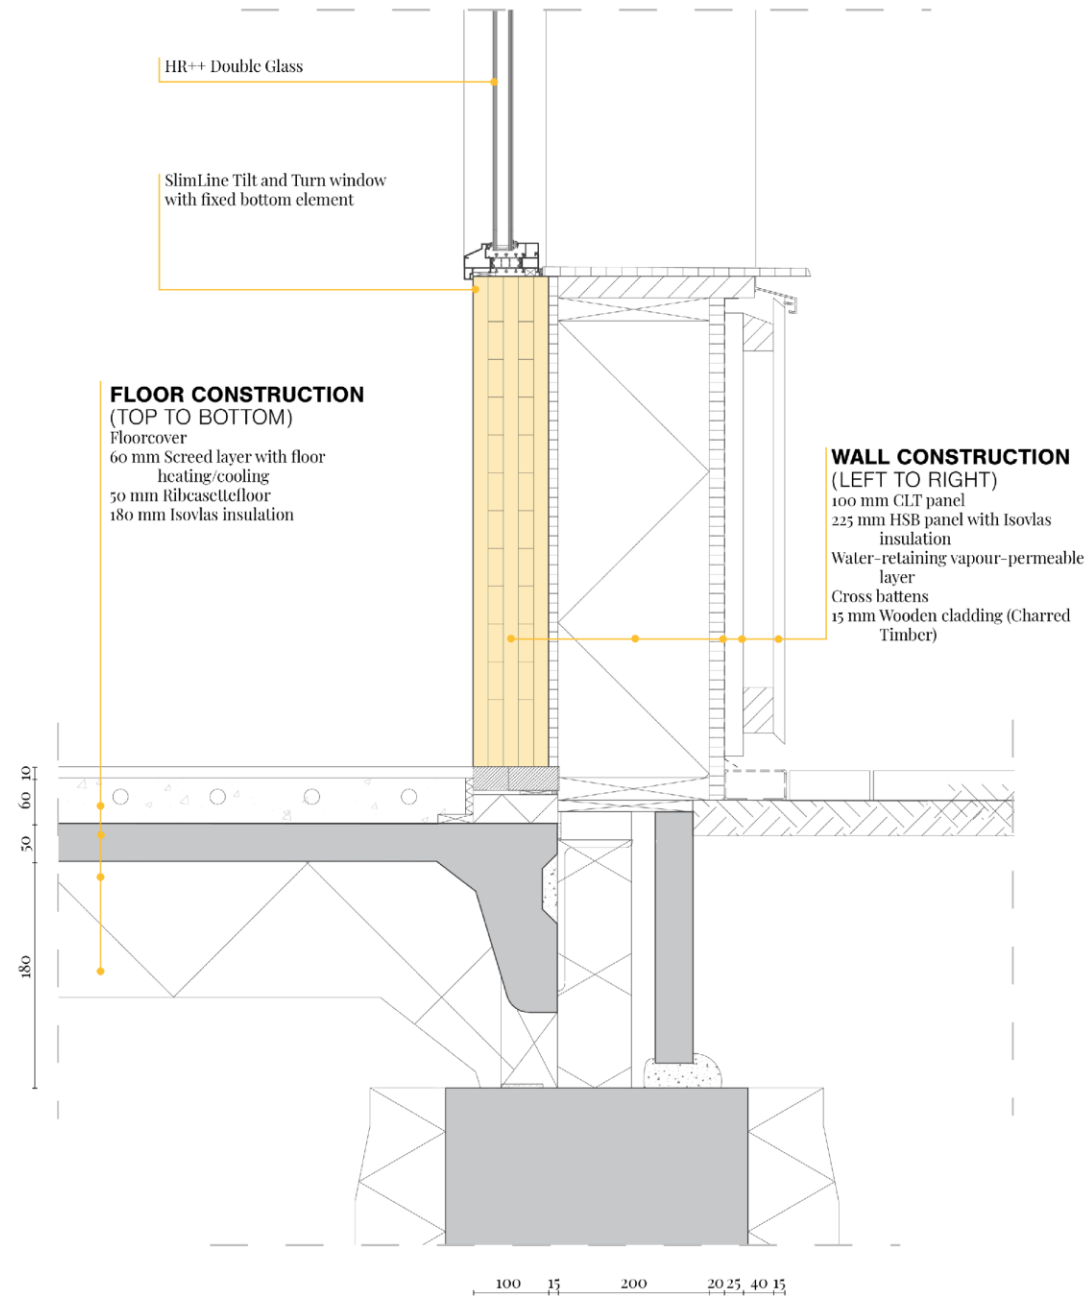 HR++ Double Glass
SlimLine Tilt and Turn window
with fixed bottom element
FLOOR CONSTRUCTION
(TOP TO BOTTOM)
Floorcover
60 mm Screed layer with floor
heating/cooling
50 mm Ribcasettefloor
180 mm Isovlas insulation
WALL CONSTRUCTION
(LEFT TO RIGHT)
100 mm CLT panel
225 mm HSB panel with Isovlas
insulation
Water-retaining vapour-permeable
layer
Cross battens
15 mm Wooden cladding (Charred
Timber)
10
60
50
180
100 15 200 20 25 40 15